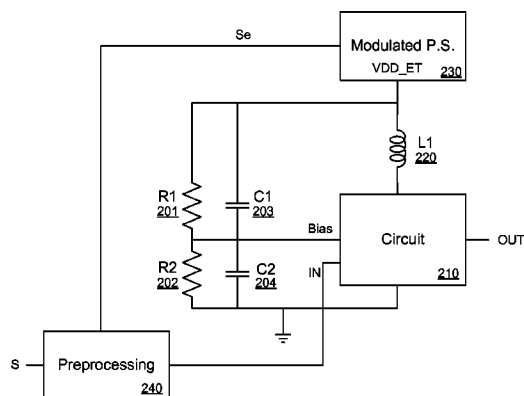 Se
Modulated P.S.
VDD_ET
230
L1
220
R1
201
C1
203
Bias
Circuit
OUT
R2
202
C2
204
IN
210
S
Preprocessing
240